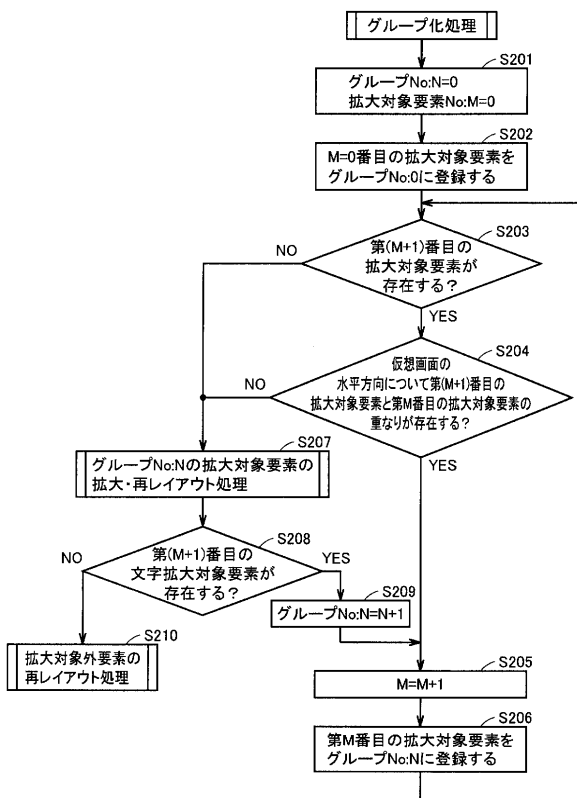 グループ化処理
S201
グループNo:N=0
拡大対象要素No:M=0
S202
M=0番目の拡大対象要素を
グループNo:0に登録する
S203
第(M+1)番目の
拡大対象要素が
存在する?
NO
YES
S204
仮想画面の
水平方向について第(M+1)番目の
拡大対象要素と第M番目の拡大対象要素の
重なりが存在する?
NO
YES
S207
グループNo:Nの拡大対象要素の
拡大・再レイアウト処理
S208
第(M+1)番目の
文字拡大対象要素が
存在する?
NO
YES
S209
グループNo:N=N+1
S210
拡大対象外要素の
再レイアウト処理
S205
M=M+1
S206
第M番目の拡大対象要素を
グループNo:Nに登録する